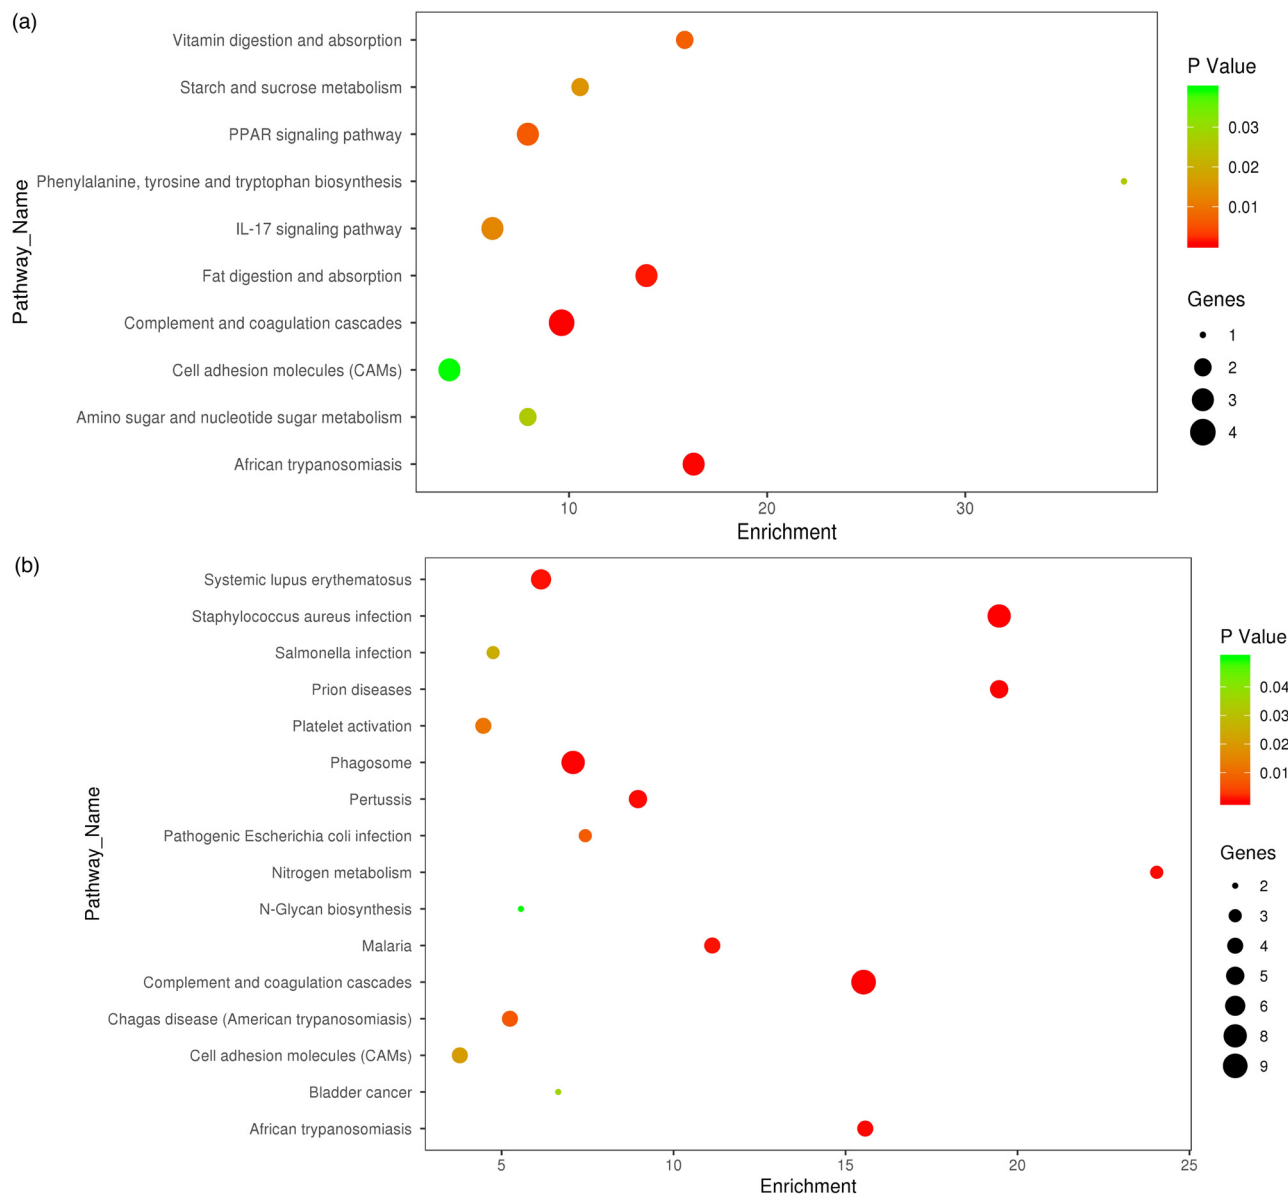 (a)
Vitamin digestion and absorption
Starch and sucrose metabolism
PPAR signaling pathway
Phenylalanine, tyrosine and tryptophan biosynthesis
IL-17 signaling pathway
Fat digestion and absorption
Complement and coagulation cascades
Cell adhesion molecules (CAMs)
Amino sugar and nucleotide sugar metabolism
African trypanosomiasis
Pathway_Name
10
20
30
Enrichment
P Value
0.03
0.02
0.01
Genes
1
2
3
4
(b)
Systemic lupus erythematosus
Staphylococcus aureus infection
Salmonella infection
Prion diseases
Platelet activation
Phagosome
Pertussis
Pathogenic Escherichia coli infection
Nitrogen metabolism
N-Glycan biosynthesis
Malaria
Complement and coagulation cascades
Chagas disease (American trypanosomiasis)
Cell adhesion molecules (CAMs)
Bladder cancer
African trypanosomiasis
Pathway_Name
5
10
15
20
25
Enrichment
P Value
0.04
0.03
0.02
0.01
Genes
2
3
4
5
6
8
9